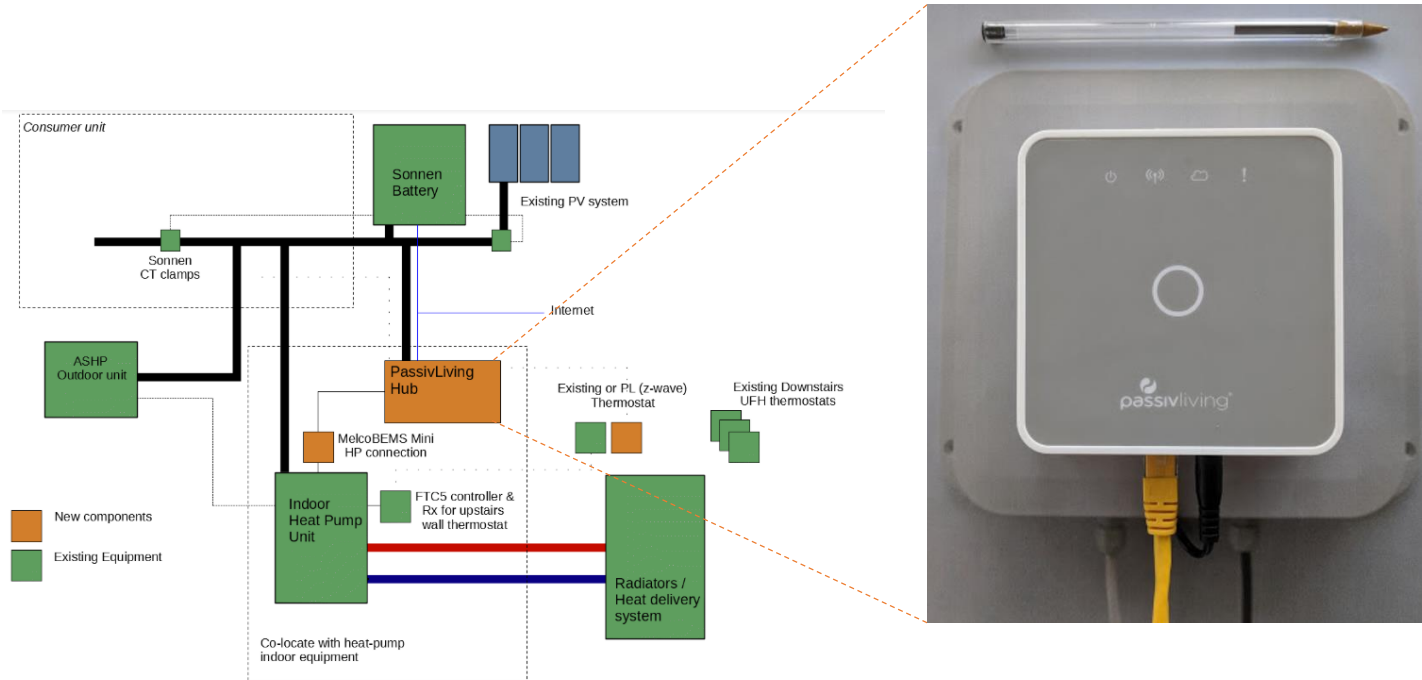 Consumer unit
Sonnen
Battery
Existing PV system
Sonnen
CT clamps
Internet
ASHP
Outdoor unit
PassivLiving
Hub
Existing or PL (z-wave)
Thermostat
Existing Downstairs
UFH thermostats
MelcoBEMS Mini
HP connection
Indoor
Heat Pump
Unit
FTC5 controller &
Rx for upstairs
wall thermostat
New components
Existing Equipment
Radiators /
Heat delivery
system
Co-locate with heat-pump
indoor equipment
passivliving®